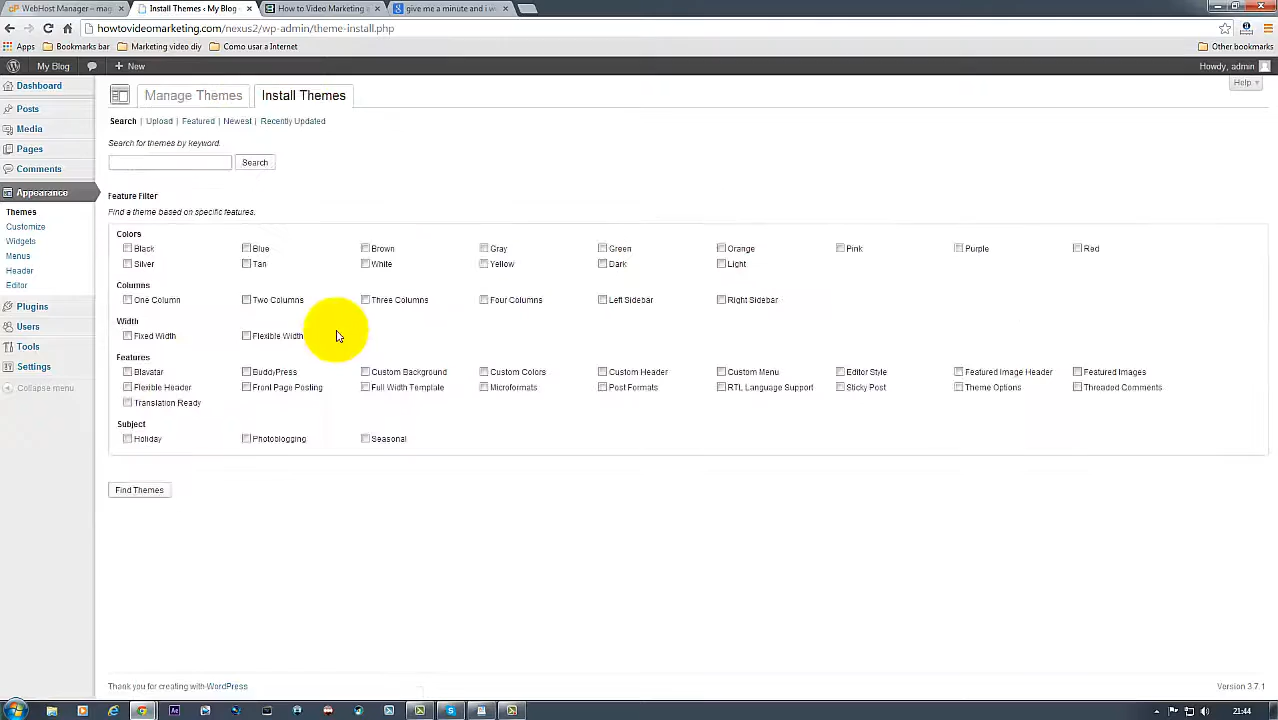 WebHost Manager – mag
Install Themes ‹ My Blog
How to Video Marketing
give me a minute and i w
howtovideomarketing.com/nexus2/wp-admin/theme-install.php
Apps Bookmarks bar Marketing video diy Como usar a Internet Other bookmarks
My Blog + New Howdy, admin
Dashboard
Posts
Media
Pages
Comments
Appearance
Themes
Customize
Widgets
Menus
Header
Editor
Plugins
Users
Tools
Settings
Collapse menu
Manage Themes Install Themes Help
Search | Upload | Featured | Newest | Recently Updated
Search for themes by keyword.
Search
Feature Filter
Find a theme based on specific features.
Colors
Black Blue Brown Gray Green Orange Pink Purple Red
Silver Tan White Yellow Dark Light
Columns
One Column Two Columns Three Columns Four Columns Left Sidebar Right Sidebar
Width
Fixed Width Flexible Width
Features
Blavatar BuddyPress Custom Background Custom Colors Custom Header Custom Menu Editor Style Featured Image Header Featured Images
Flexible Header Front Page Posting Full Width Template Microformats Post Formats RTL Language Support Sticky Post Theme Options Threaded Comments
Translation Ready
Subject
Holiday Photoblogging Seasonal
Find Themes
Thank you for creating with WordPress Version 3.7.1
21:44